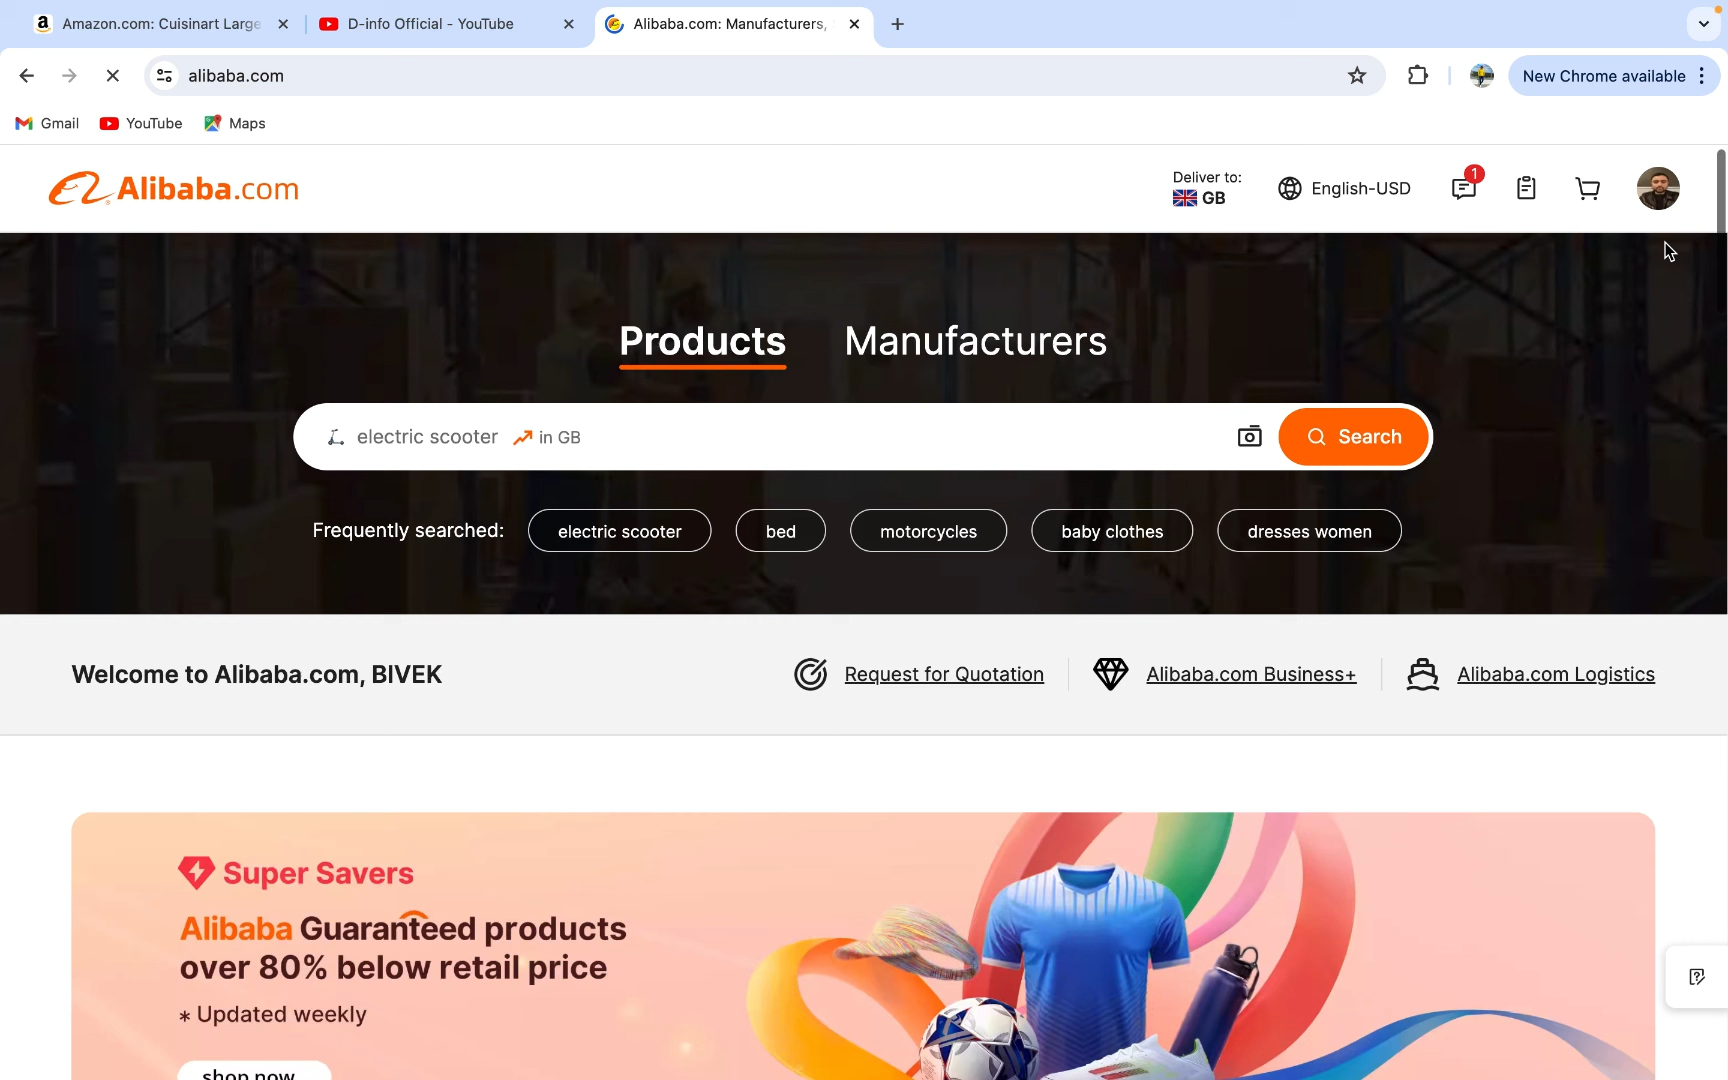 Amazon.com: Cuisinart Large
D-info Official - YouTube
Alibaba.com: Manufacturers,
alibaba.com
New Chrome available
Gmail
YouTube
Maps
Alibaba.com
Deliver to:
GB
English-USD
1
Products
Manufacturers
electric scooter
in GB
Search
Frequently searched:
electric scooter
bed
motorcycles
baby clothes
dresses women
Welcome to Alibaba.com, BIVEK
Request for Quotation
Alibaba.com Business+
Alibaba.com Logistics
Super Savers
Alibaba Guaranteed products
over 80% below retail price
* Updated weekly
shop now